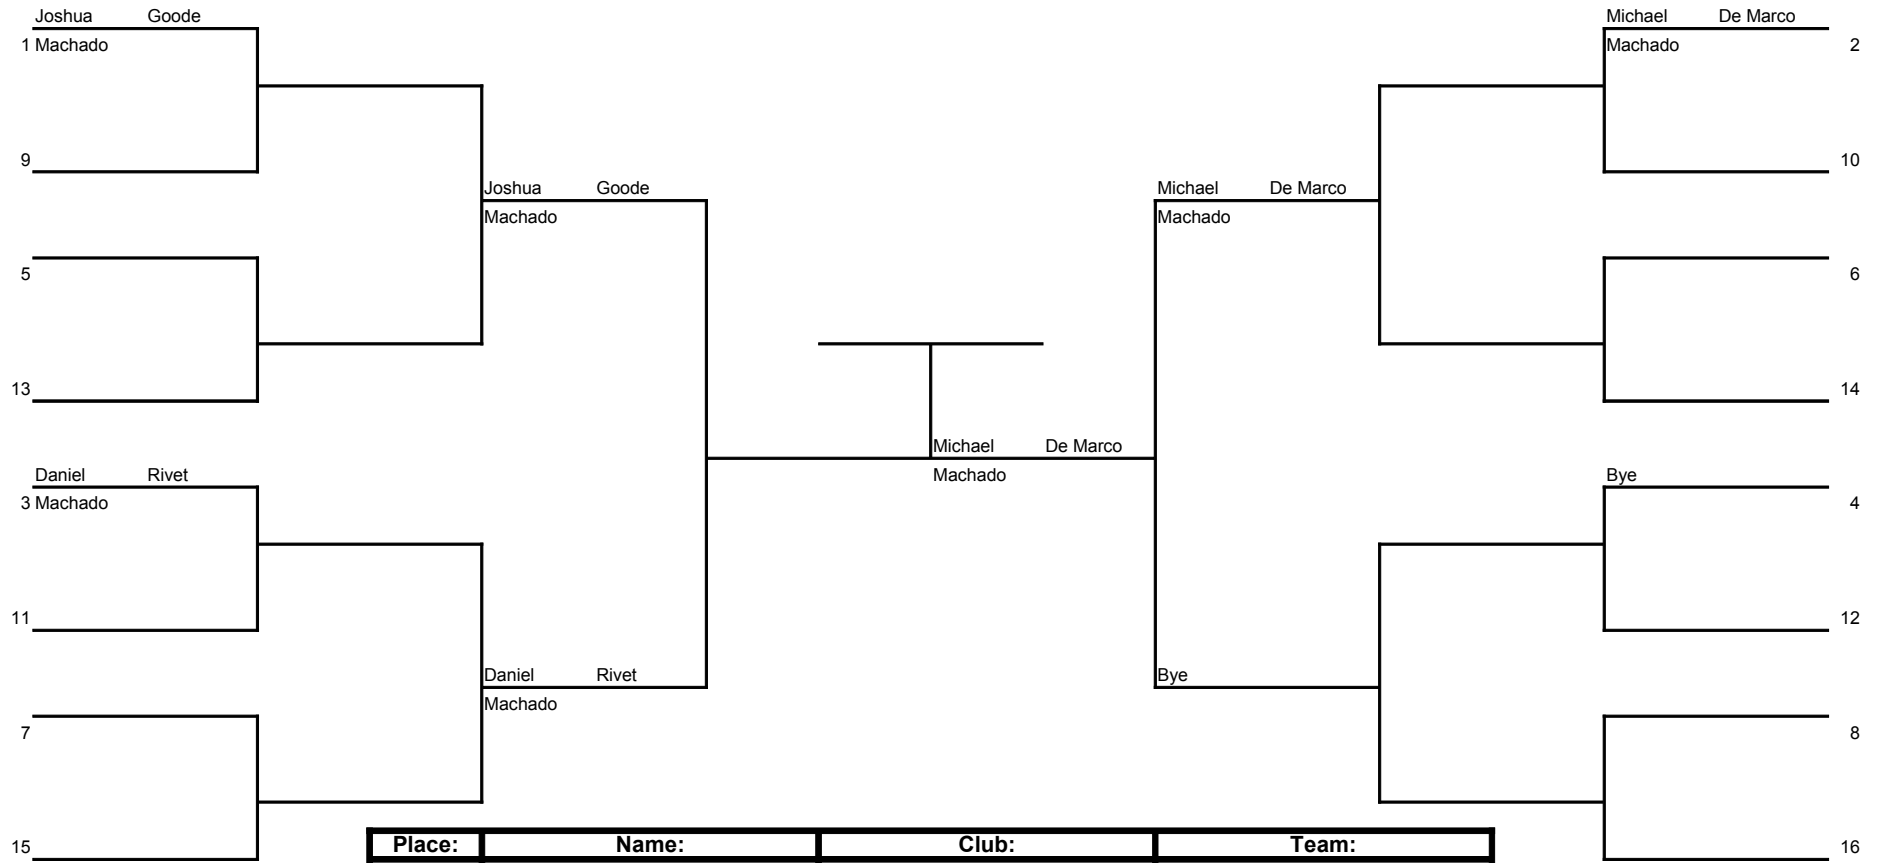 Joshua Goode Michael De Marco
1 Machado Machado 2
9 10
Joshua Goode Michael De Marco
Machado Machado
5 6
13 14
Michael De Marco
Daniel Rivet Bye
Machado
3 Machado 4
11 12
Daniel Rivet Bye
Machado
7 8
Place: Name: Club: Team:
15 16